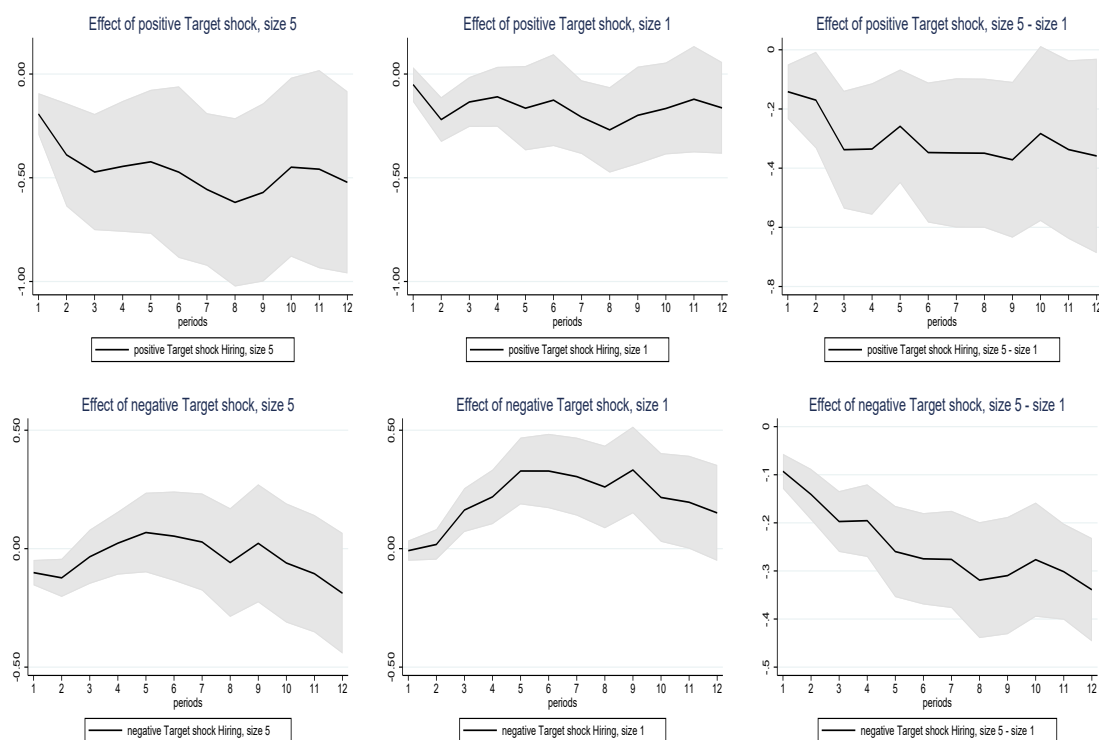 Effect of positive Target shock, size 5
0.00
-0.50
-1.00
1 2 3 4 5 6 7 8 9 10 11 12
periods
positive Target shock Hiring, size 5
Effect of positive Target shock, size 1
0.00
-0.50
-1.00
1 2 3 4 5 6 7 8 9 10 11 12
periods
positive Target shock Hiring, size 1
Effect of positive Target shock, size 5 - size 1
0
-.2
-.4
-.6
-.8
1 2 3 4 5 6 7 8 9 10 11 12
periods
positive Target shock Hiring, size 5 - size 1
Effect of negative Target shock, size 5
0.50
0.00
-0.50
1 2 3 4 5 6 7 8 9 10 11 12
periods
negative Target shock Hiring, size 5
Effect of negative Target shock, size 1
0.50
0.00
-0.50
1 2 3 4 5 6 7 8 9 10 11 12
periods
negative Target shock Hiring, size 1
Effect of negative Target shock, size 5 - size 1
0
-.1
-.2
-.3
-.4
-.5
1 2 3 4 5 6 7 8 9 10 11 12
periods
negative Target shock Hiring, size 5 - size 1